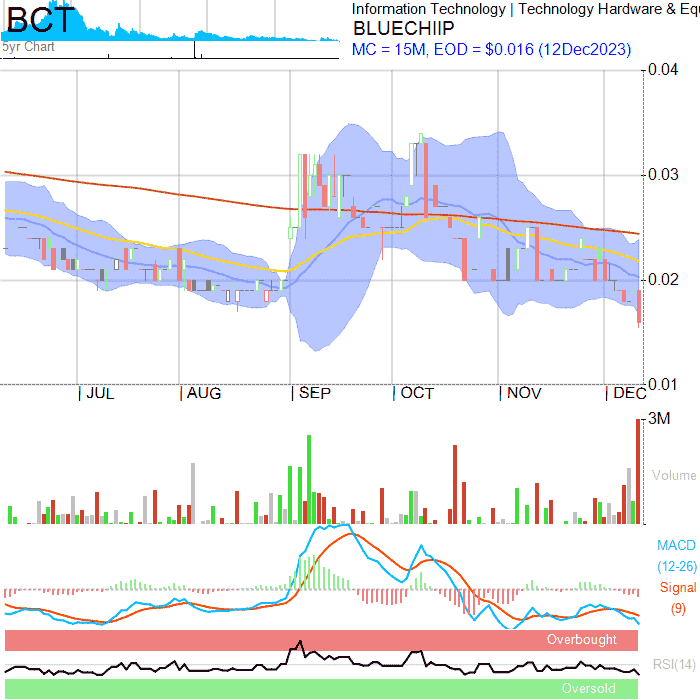 BCT
5yr Chart
Information Technology | Technology Hardware & Equ
BLUECHIIP
MC = 15M, EOD = $0.016 (12Dec2023)
0.04
0.03
0.02
0.01
JUL
AUG
SEP
OCT
NOV
DEC
3M
Volume
MACD
(12-26)
Signal
(9)
Overbought
RSI(14)
Oversold